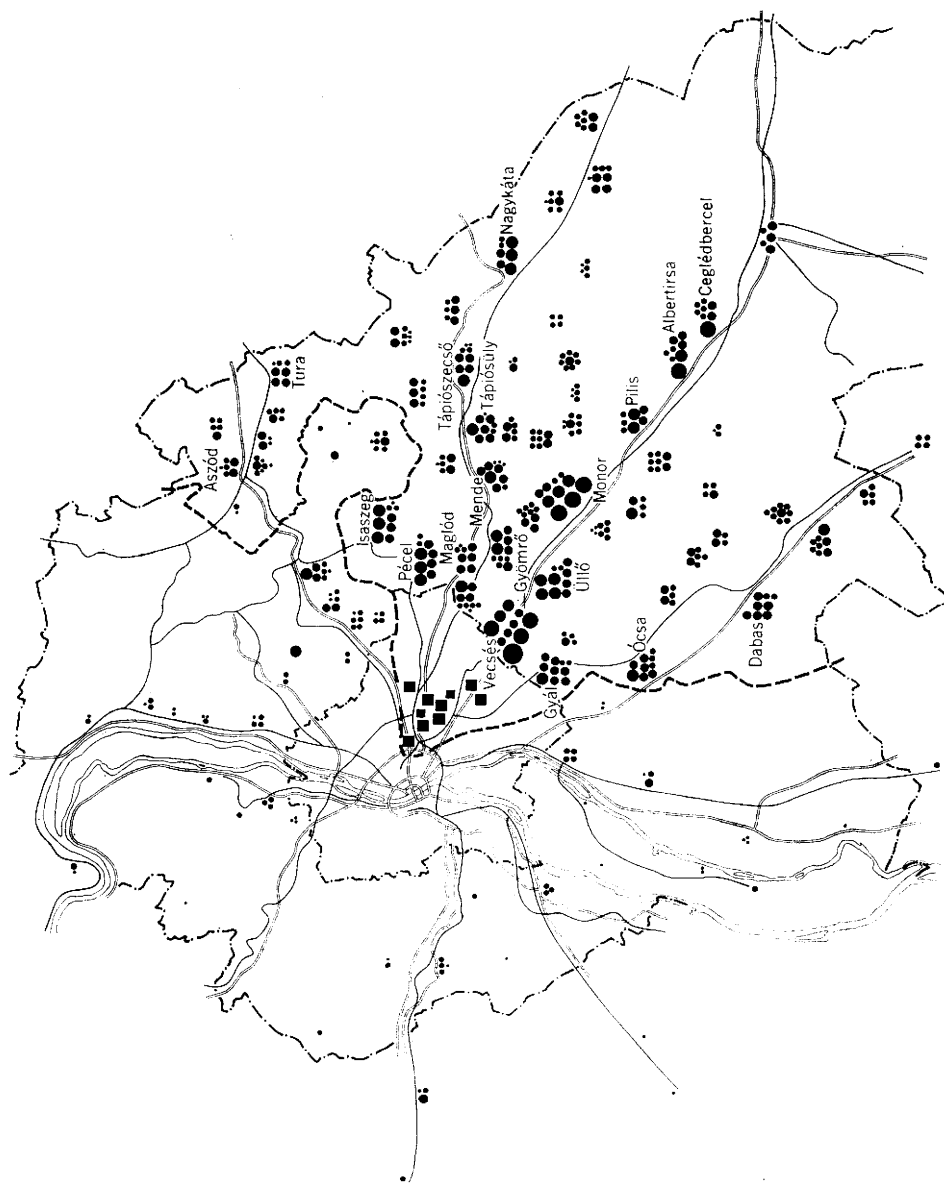 Aszód
Tura
Isaszeg
Pécel
Maglód
Mende
Tápiószecső
Tápiósüly
Nagykáta
Gyömrő
Monor
Üllő
Vecsés
Gyál
Ócsa
Dabas
Pilis
Albertirsa
Ceglédbercel